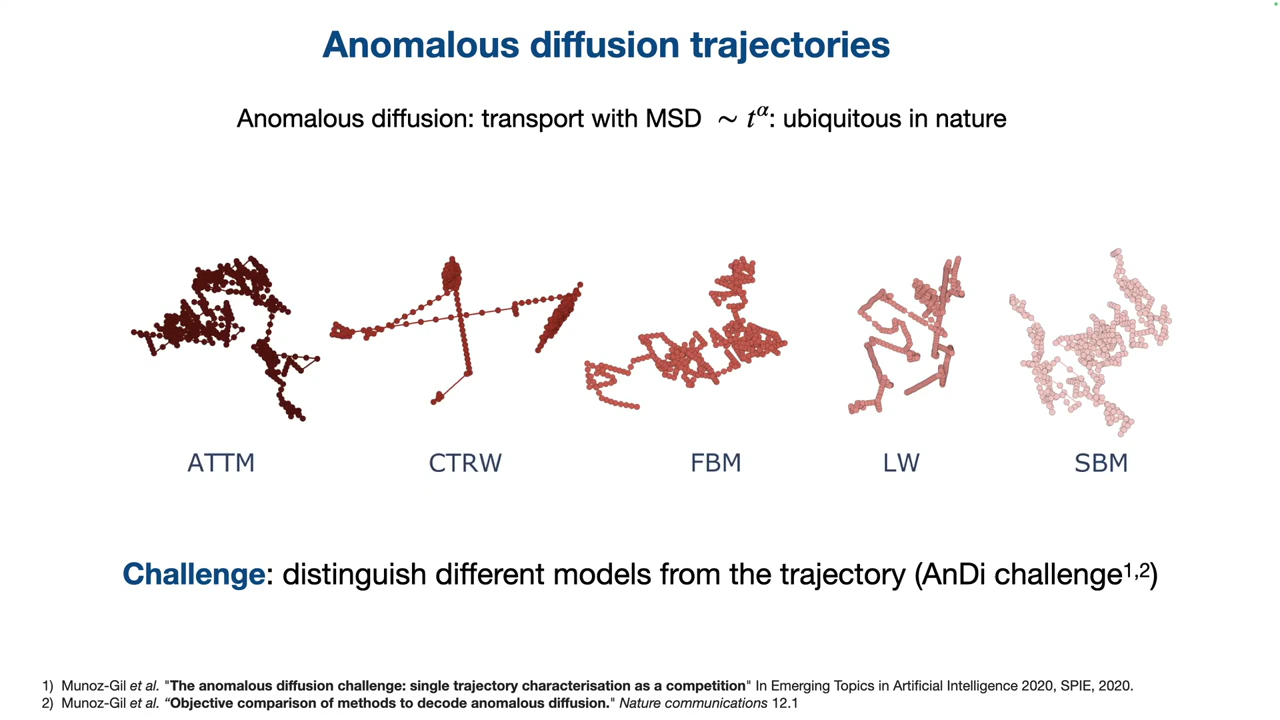 Anomalous diffusion trajectories
Anomalous diffusion: transport with MSD ∼ t^α: ubiquitous in nature
ATTM CTRW FBM LW SBM
Challenge: distinguish different models from the trajectory (AnDi challenge^1,2)
1) Munoz-Gil et al. "The anomalous diffusion challenge: single trajectory characterisation as a competition" In Emerging Topics in Artificial Intelligence 2020, SPIE, 2020.
2) Munoz-Gil et al. “Objective comparison of methods to decode anomalous diffusion." Nature communications 12.1